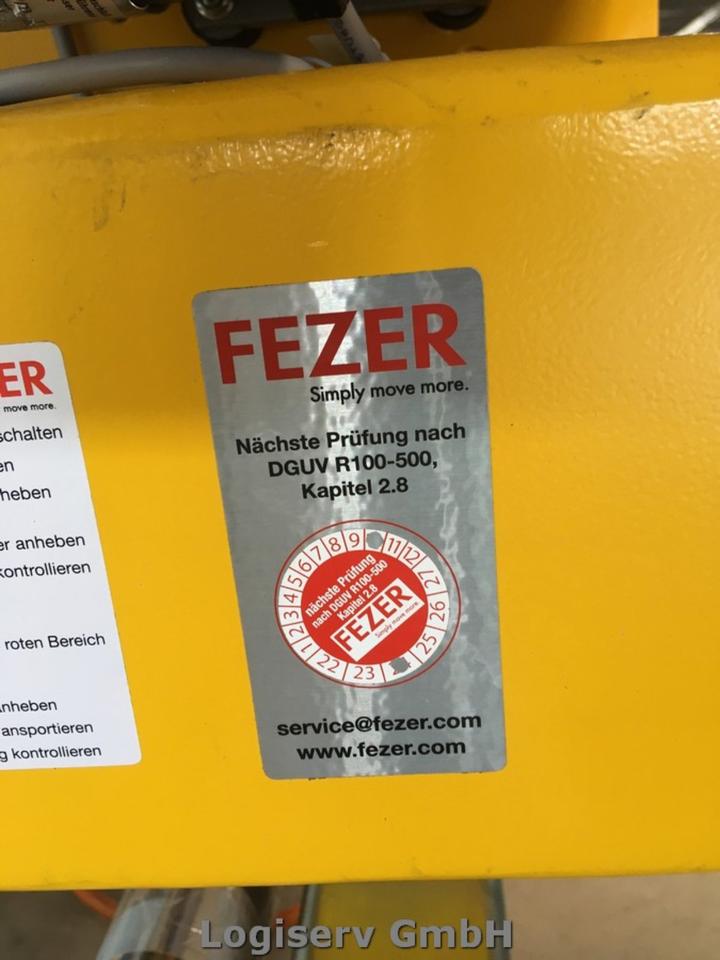 ER
move more.
schalten
en
heben
er anheben
kontrollieren
roten Bereich
nheben
ansportieren
g kontrollieren
FEZER
Simply move more.
Nächste Prüfung nach
DGUV R100-500,
Kapitel 2.8
1 2 3 4 5 6 7 8 9 11 12
27 26 25 23 22
nächste Prüfung
nach DGUV R100-500
Kapitel 2.8
FEZER
Simply move more.
service@fezer.com
www.fezer.com
Logiserv GmbH